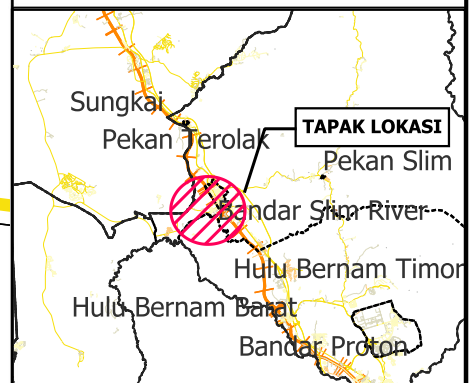 Sungkai
TAPAK LOKASI
Pekan Terolak
Pekan Slim
Bandar Slim River
Hulu Bernam Timor
Hulu Bernam Barat
Bandar Proton